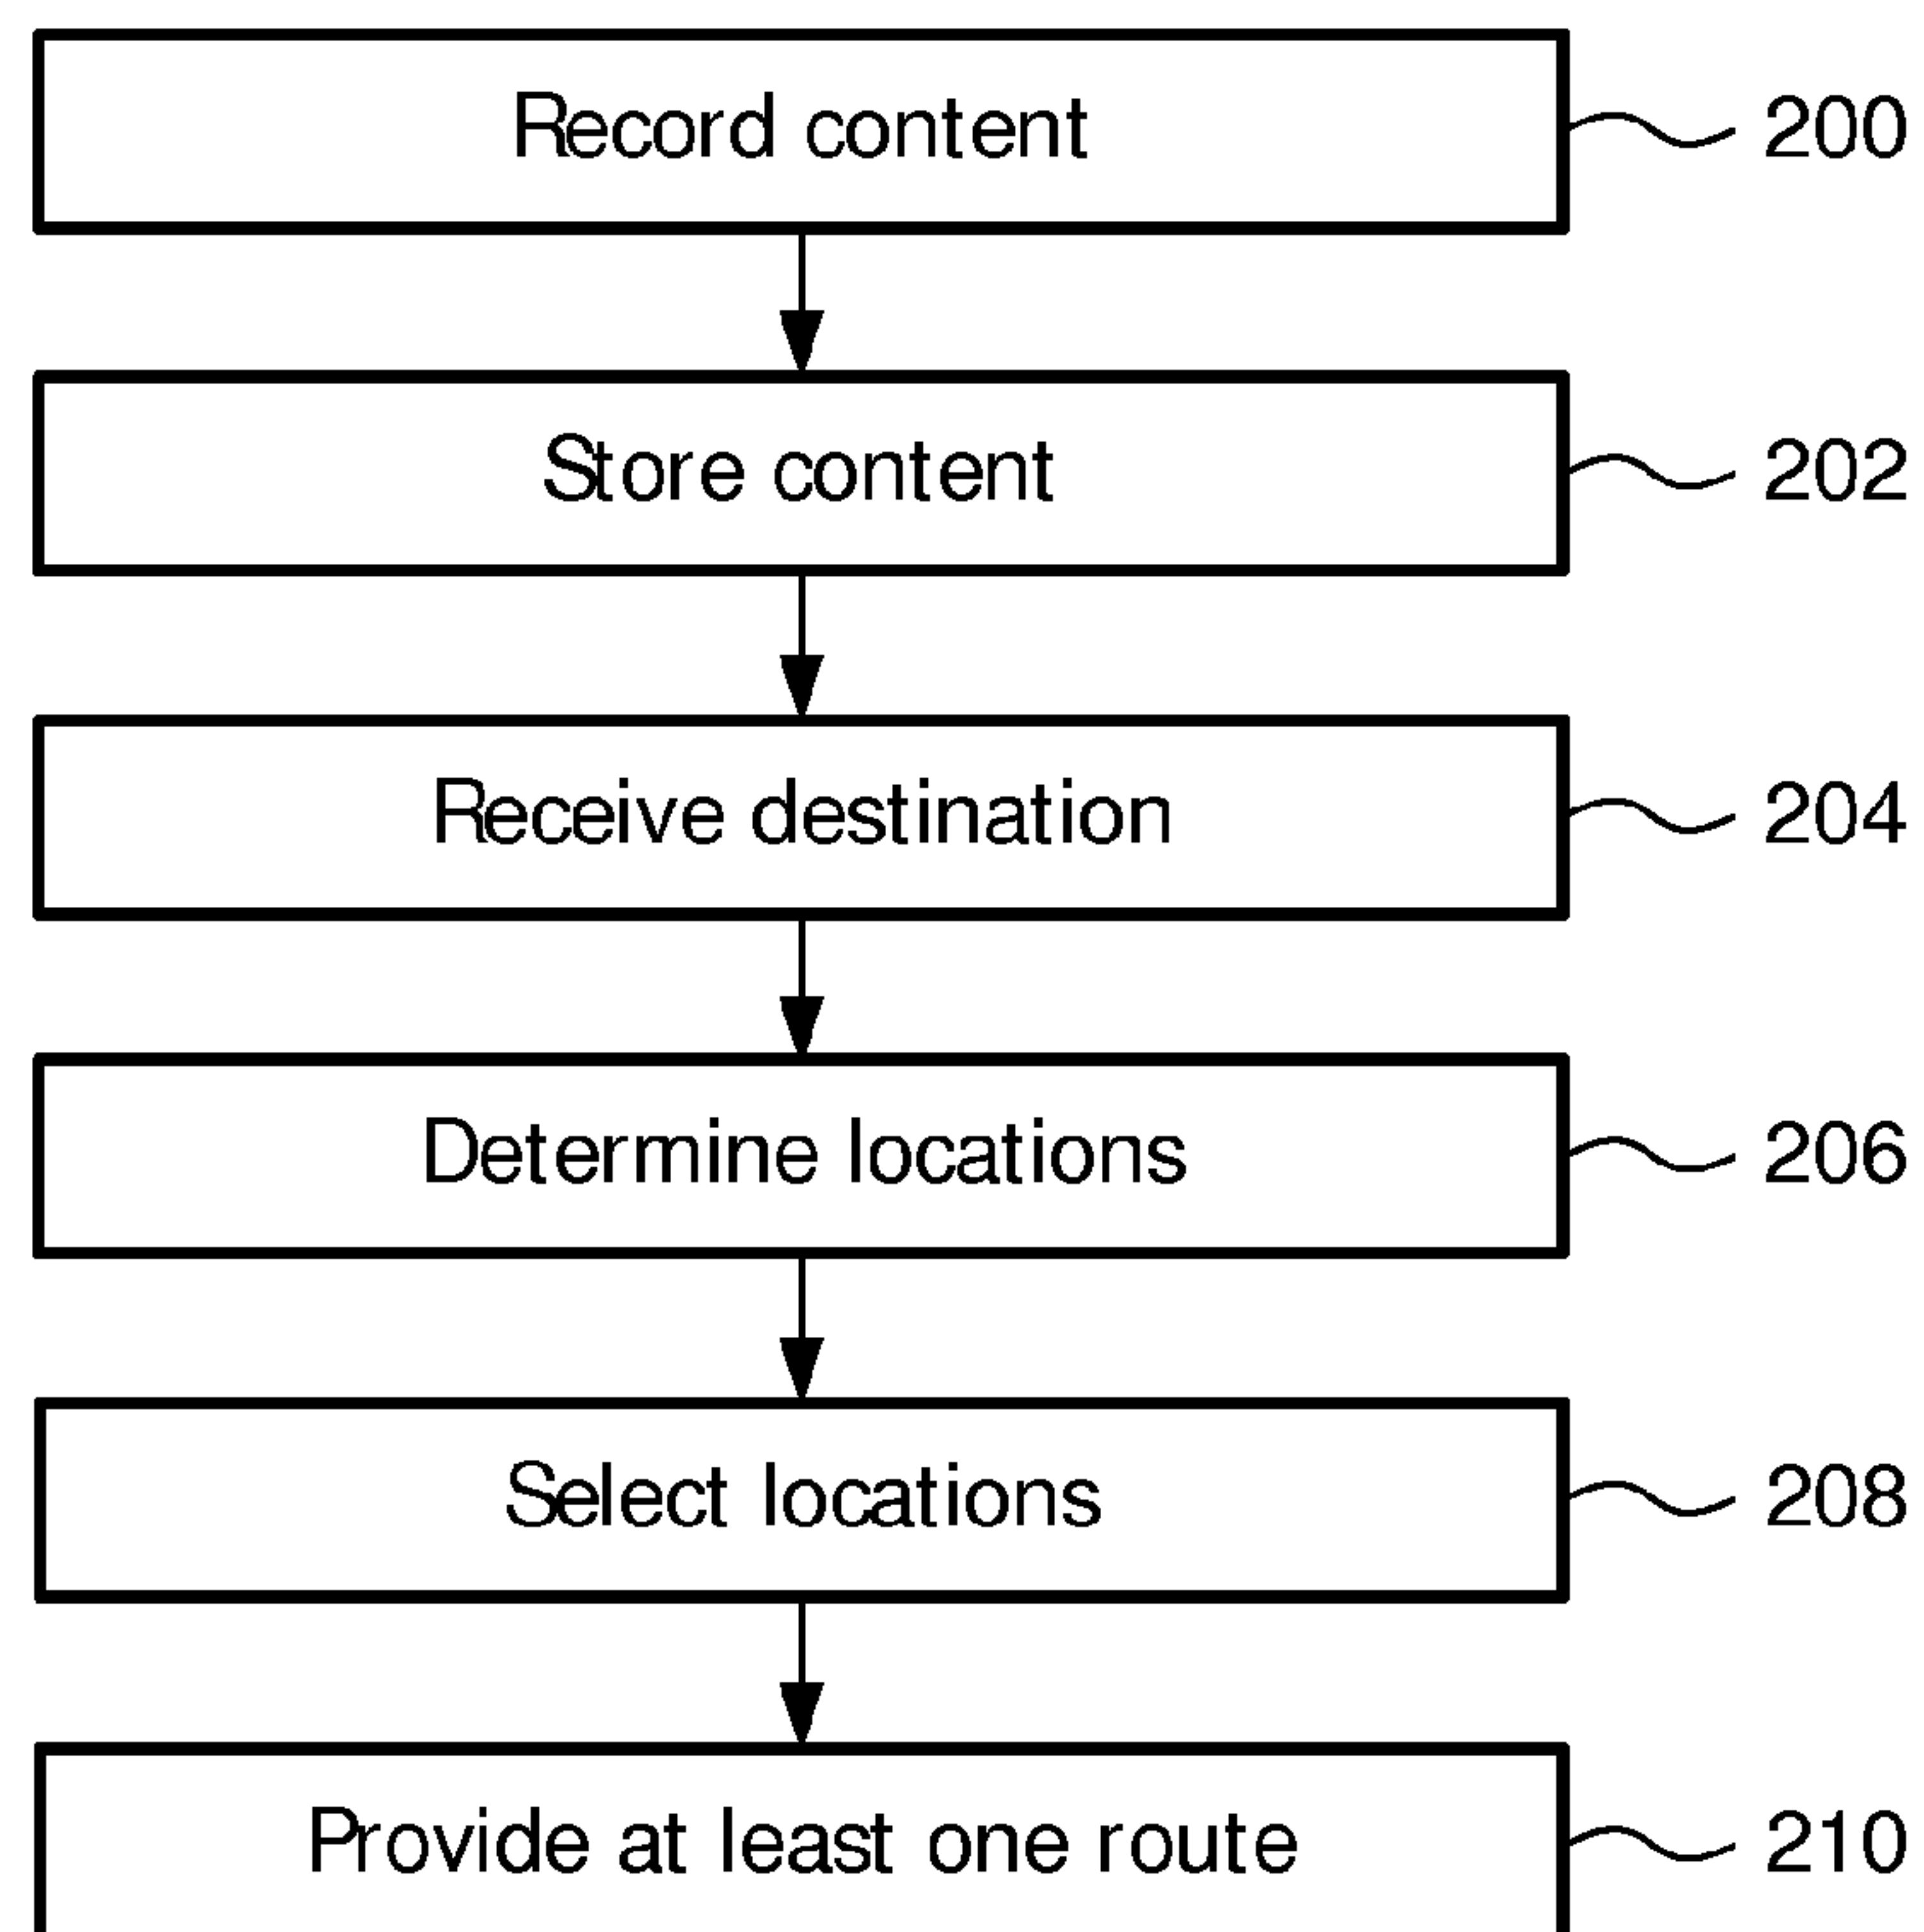 Record content 200
Store content 202
Receive destination 204
Determine locations 206
Select locations 208
Provide at least one route 210